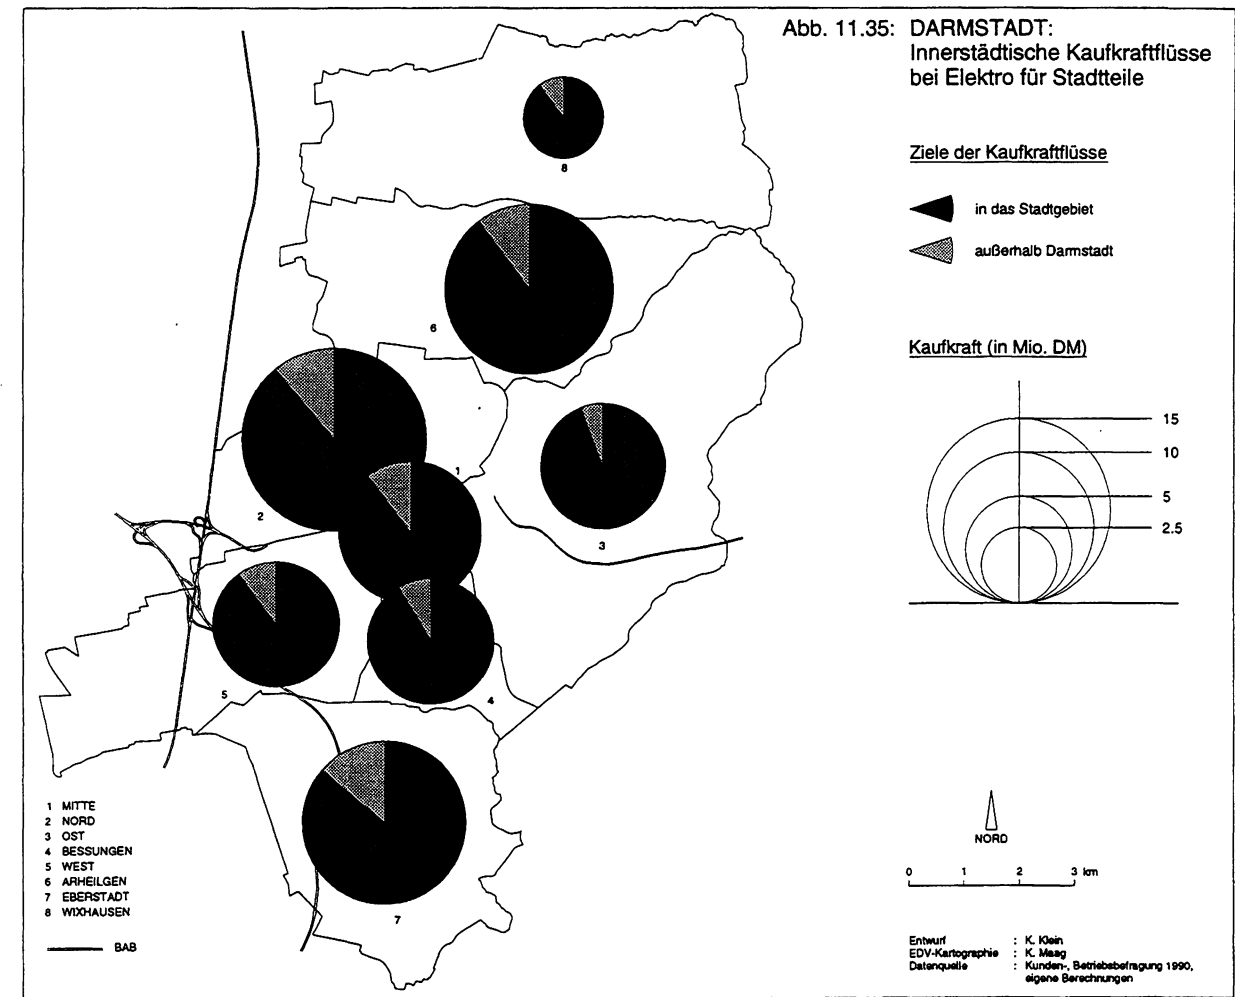 Abb. 11.35: DARMSTADT:
Innerstädtische Kaufkraftflüsse
bei Elektro für Stadtteile
Ziele der Kaufkraftflüsse
in das Stadtgebiet
außerhalb Darmstadt
Kaufkraft (in Mio. DM)
15
10
5
2.5
8
6
1
2
3
5
4
7
1 MITTE
2 NORD
3 OST
4 BESSUNGEN
5 WEST
6 ARHEILGEN
7 EBERSTADT
8 WIXHAUSEN
BAB
NORD
0 1 2 3 km
Entwurf : K. Klein
EDV-Kartographie : K. Maag
Datenquelle : Kunden-, Betriebsbefragung 1990,
eigene Berechnungen